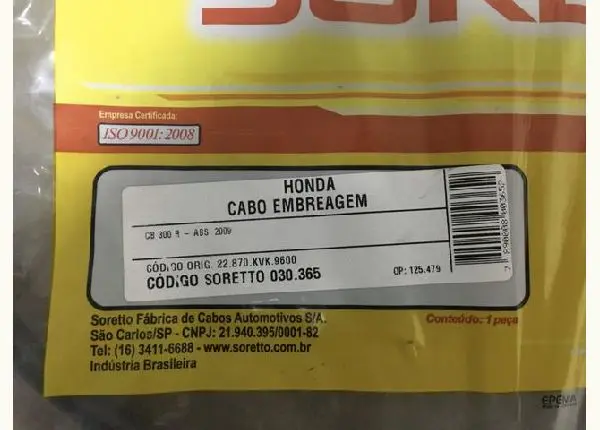 Empresa Certificada:
ISO 9001: 2008
HONDA
CABO EMBREAGEM
CB 300 R - ABS 2009
CÓDIGO ORIG. 22.870.KVK.9600
CÓDIGO SORETTO 030.365
OP: 125.479
Soretto Fábrica de Cabos Automotivos S/A.
São Carlos/SP - CNPJ: 21.940.395/0001-82
Tel: (16) 3411-6688 - www.soretto.com.br
Indústria Brasileira
Conteúdo: 1 peça